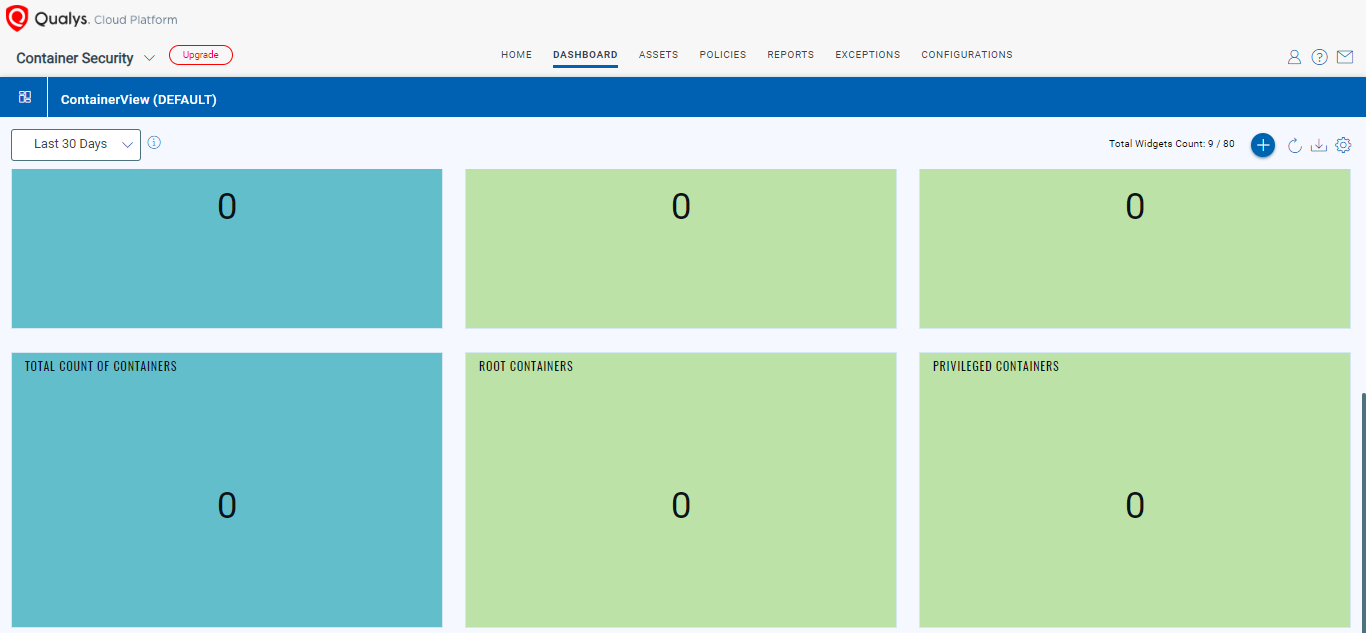 Qualys. Cloud Platform
Container Security
Upgrade
HOME
DASHBOARD
ASSETS
POLICIES
REPORTS
EXCEPTIONS
CONFIGURATIONS
ContainerView (DEFAULT)
Last 30 Days
Total Widgets Count: 9 / 80
0
0
0
TOTAL COUNT OF CONTAINERS
0
ROOT CONTAINERS
0
PRIVILEGED CONTAINERS
0